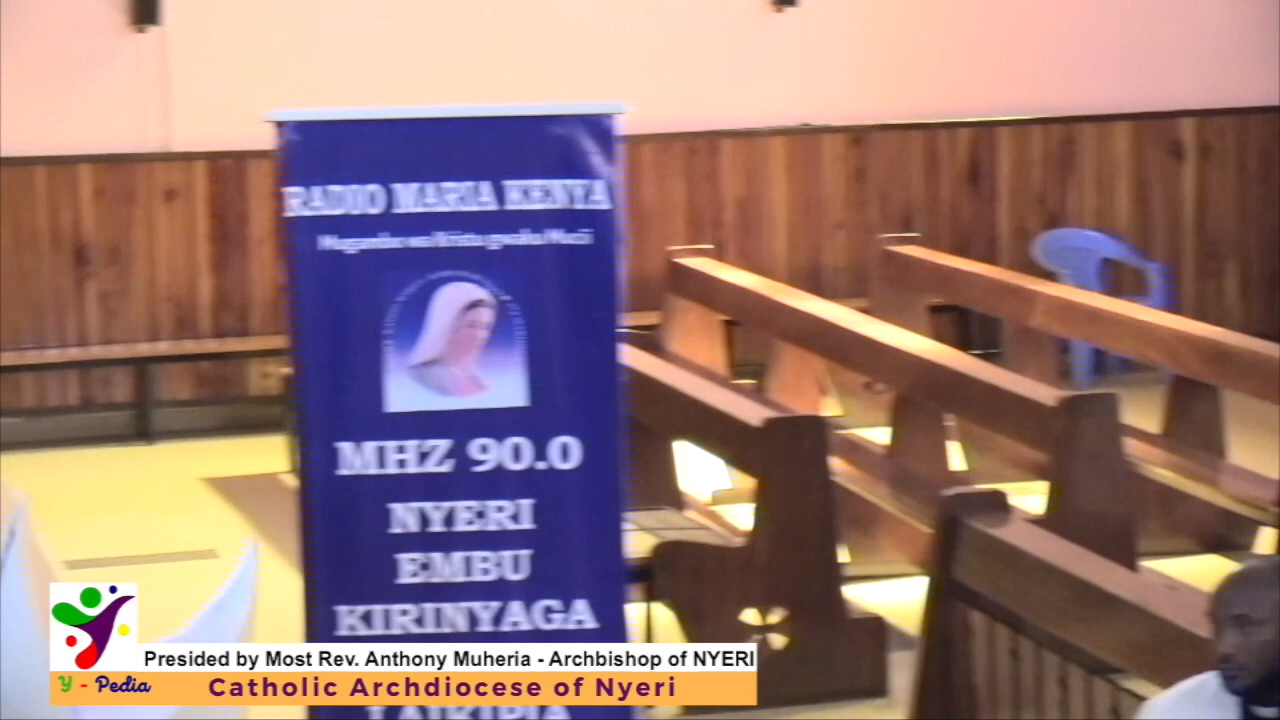 RADIO MARIA KENYA
MHZ 90.0
NYERI
EMBU
KIRINYAGA
LAIKIPIA
Presided by Most Rev. Anthony Muheria - Archbishop of NYERI
Y - Pedia
Catholic Archdiocese of Nyeri